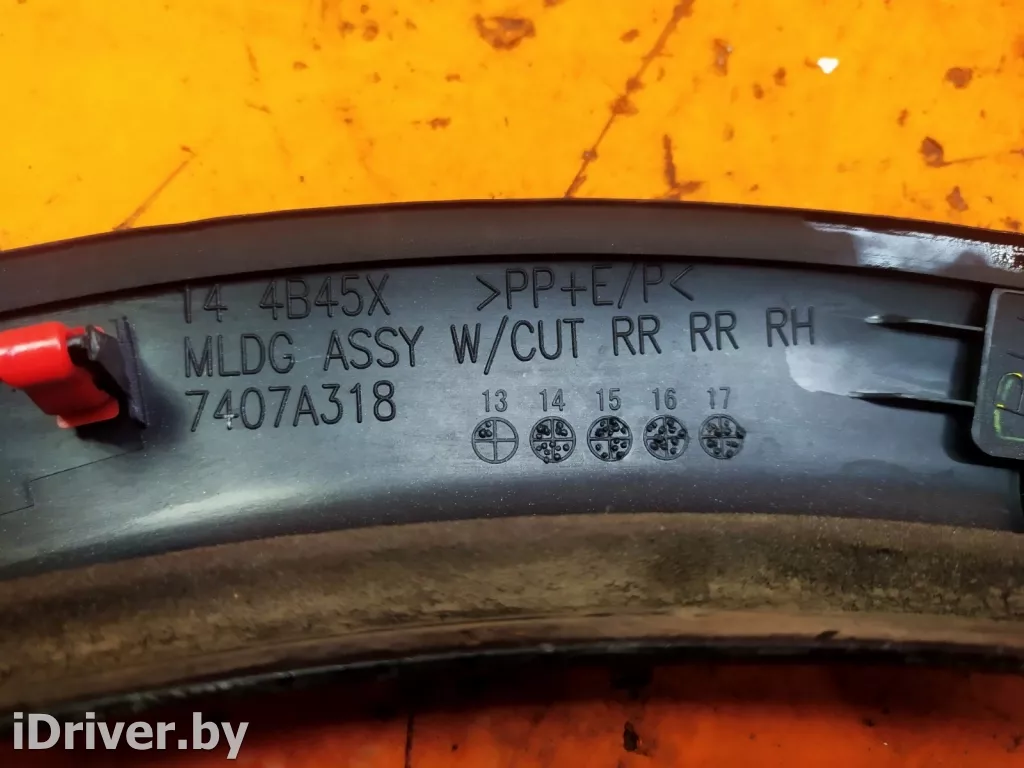 14 4B45X >PP+E/P<
MLDG ASSY W/CUT RR RR RH
7407A318
13 14 15 16 17
iDriver.by